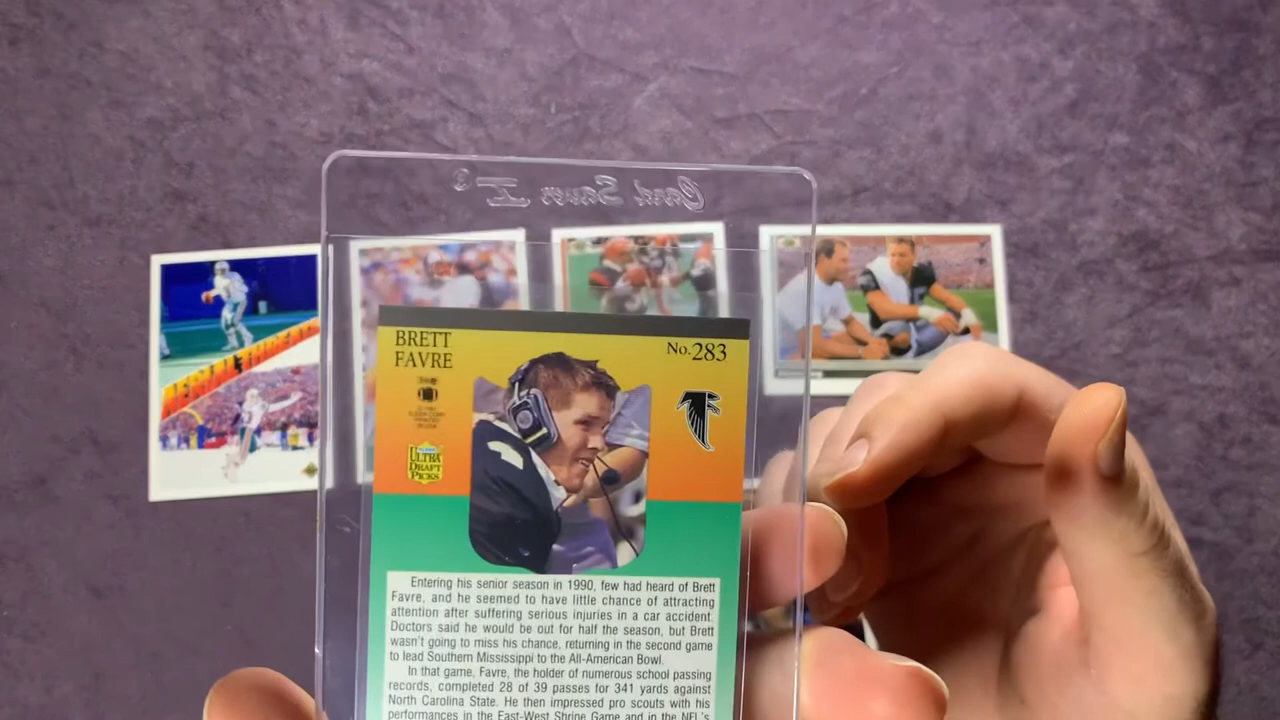 Card Saver I
BRETT
FAVRE
No.283
ULTRA
DRAFT
PICKS
Entering his senior season in 1990, few had heard of Brett
Favre, and he seemed to have little chance of attracting
attention after suffering serious injuries in a car accident.
Doctors said he would be out for half the season, but Brett
wasn't going to miss his chance, returning in the second game
to lead Southern Mississippi to the All-American Bowl.
In that game, Favre, the holder of numerous school passing
records, completed 28 of 39 passes for 341 yards against
North Carolina State. He then impressed pro scouts with his
performances in the East-West Shrine Game and in the NFL's